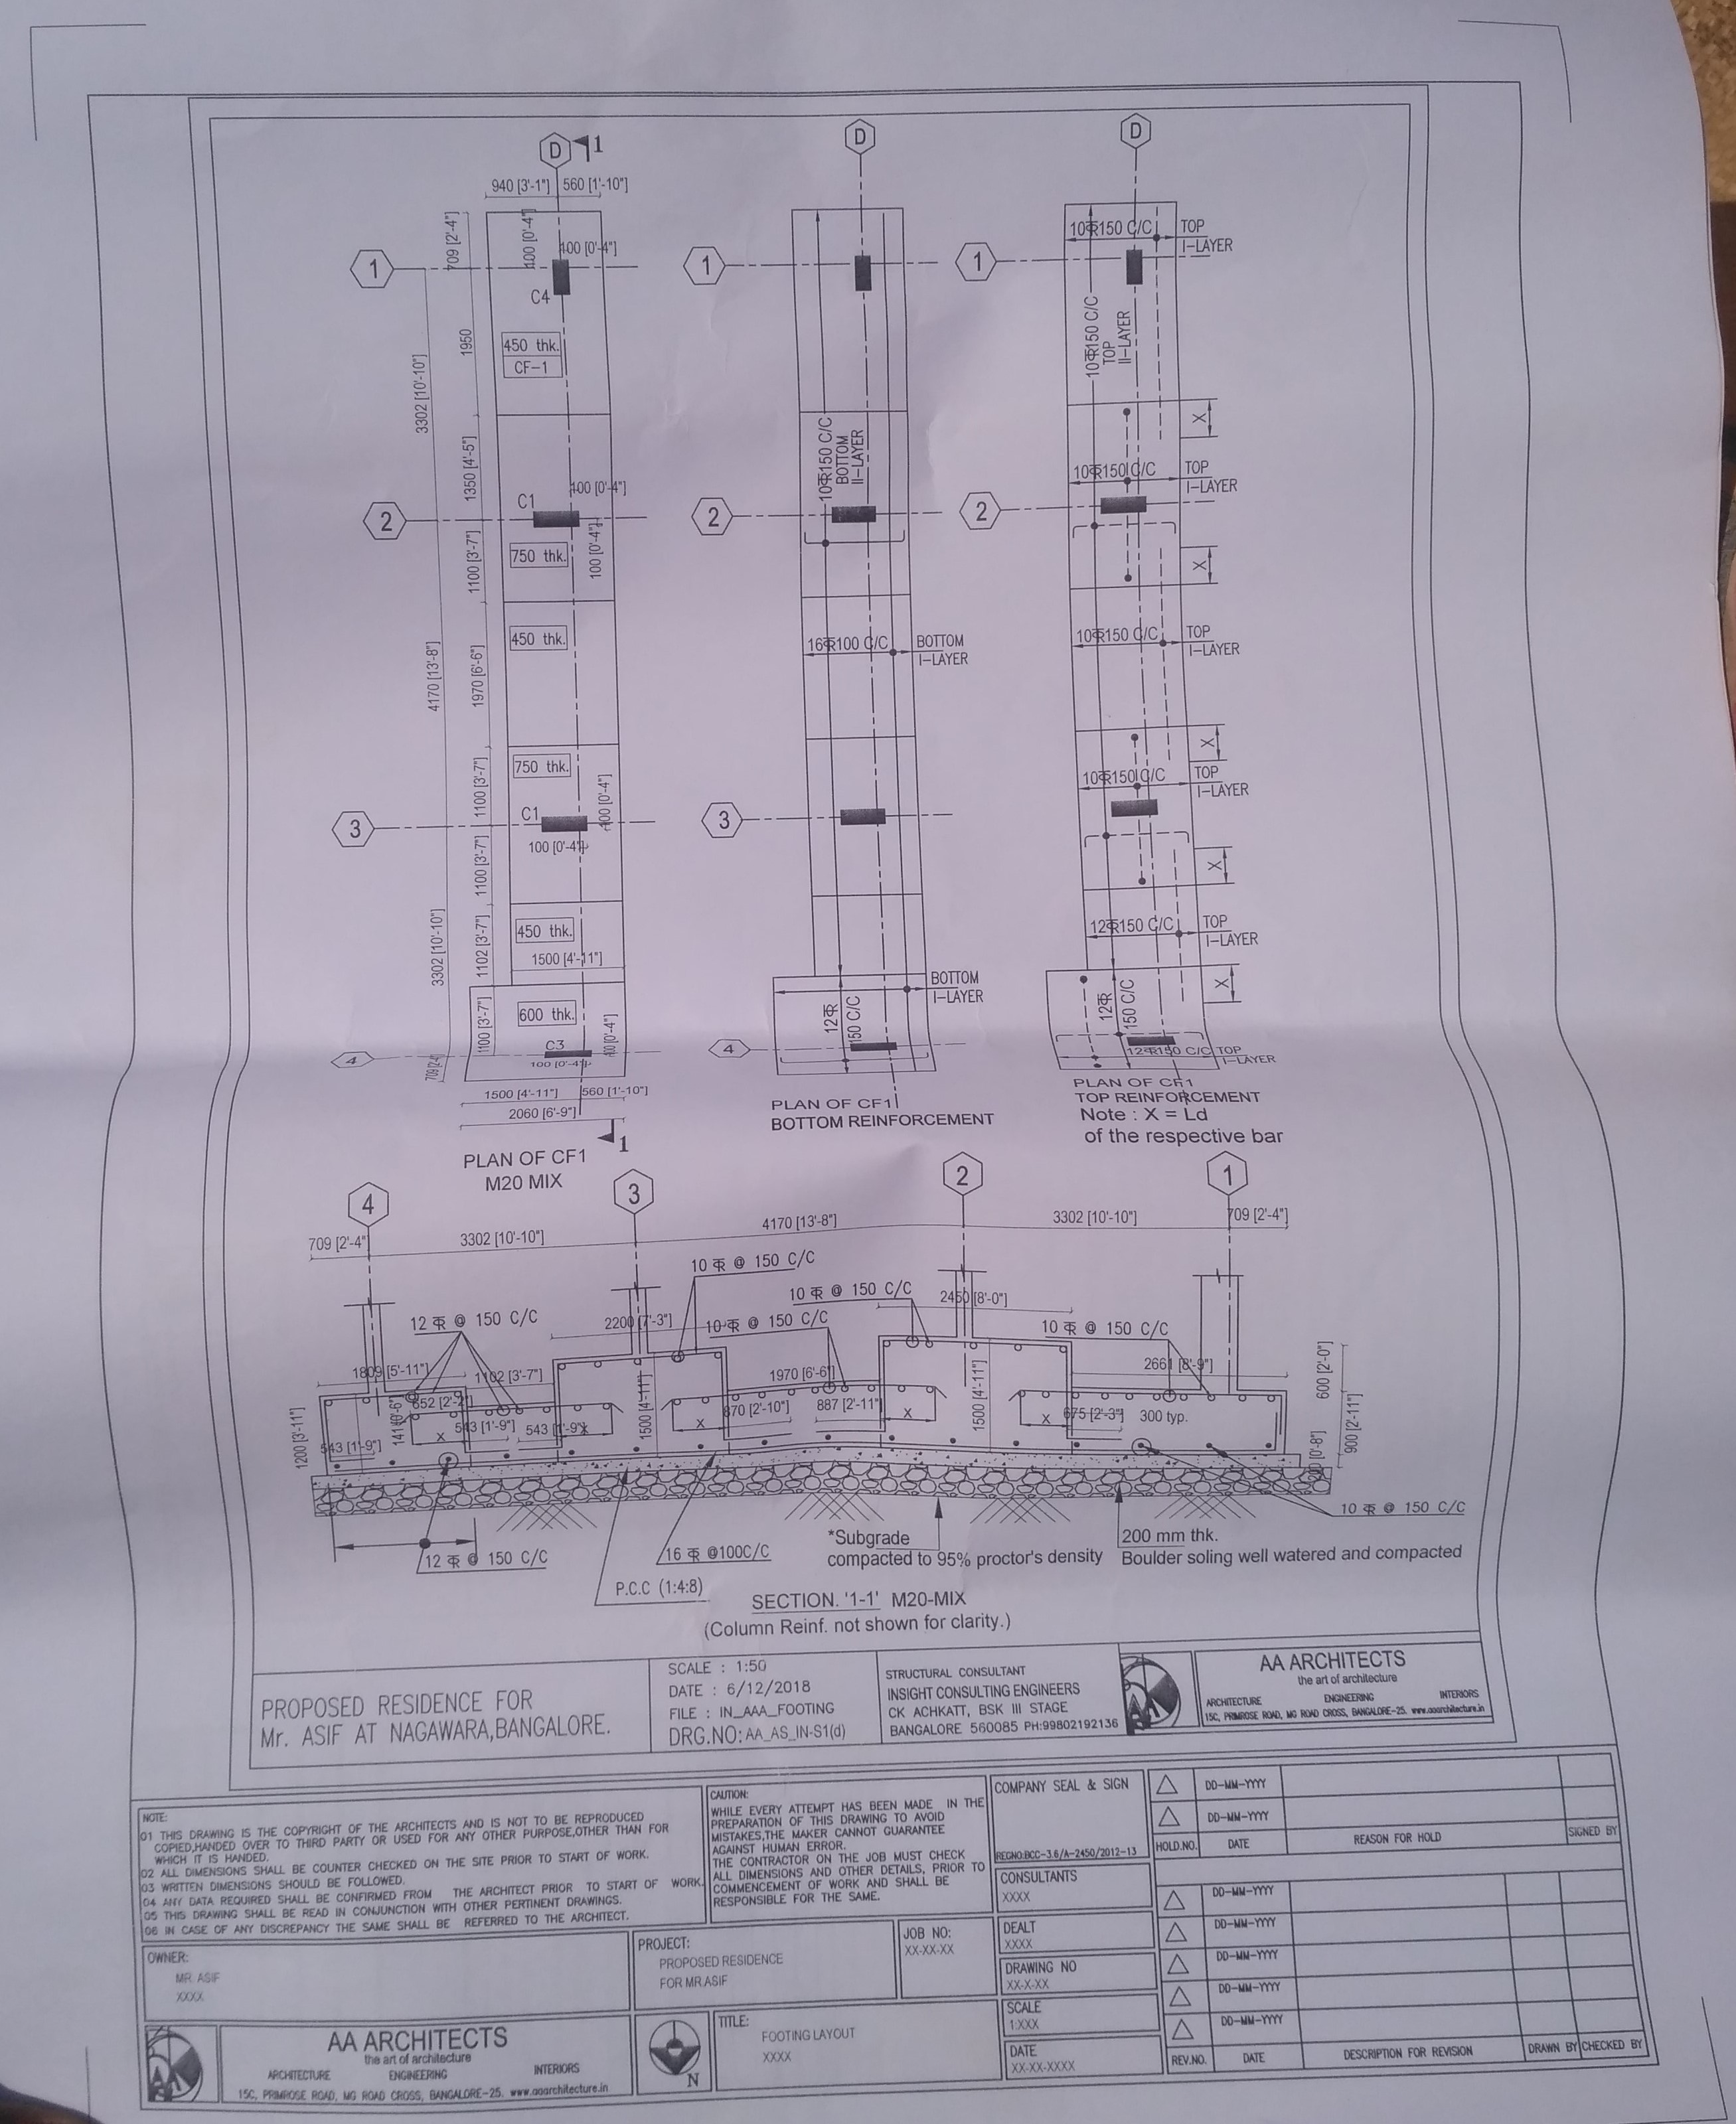 D 1
940 [3'-1"] 560 [1'-10"]
709 [2'-4"]
100 [0'-4"]
100 [0'-4"]
1
C4
1950
3302 [10'-10"]
450 thk.
CF-1
1350 [4'-5"]
C1
100 [0'-4"]
2
750 thk.
100 [0'-4"]
1100 [3'-7"]
450 thk.
4170 [13'-8"]
1970 [6'-6"]
750 thk.
1100 [3'-7"]
C1
100 [0'-4"]
3
100 [0'-4"]
1100 [3'-7"]
450 thk.
3302 [10'-10"]
1102 [3'-7"]
1500 [4'-11"]
600 thk.
1100 [3'-7"]
C3
100 [0'-4"]
100 [0'-4"]
4
1500 [4'-11"] 560 [1'-10"]
2060 [6'-9"]
1
PLAN OF CF1
M20 MIX
D
1
150 C/C
BOTTOM
II-LAYER
2
100 C/C
BOTTOM
I-LAYER
3
BOTTOM
I-LAYER
150 C/C
4
PLAN OF CF1
BOTTOM REINFORCEMENT
D
150 C/C TOP
I-LAYER
1
150 C/C
TOP
II-LAYER
X
150 C/C TOP
I-LAYER
2
X
150 C/C TOP
I-LAYER
X
150 C/C TOP
I-LAYER
X
150 C/C TOP
I-LAYER
X
150 C/C
150 C/C TOP
I-LAYER
PLAN OF CF1
TOP REINFORCEMENT
Note : X = Ld
of the respective bar
4 3 2 1
709 [2'-4"] 3302 [10'-10"] 4170 [13'-8"] 3302 [10'-10"] 709 [2'-4"]
10 @ 150 C/C
10 @ 150 C/C
2450 [8'-0"]
12 @ 150 C/C
2200 [7'-3"]
10 @ 150 C/C
10 @ 150 C/C
1809 [5'-11"] 1102 [3'-7"] 1970 [6'-6"] 2661 [8'-9"]
600 [2'-0"]
652 [2'-2"]
1200 [3'-11"]
543 [1'-9"] 543 [1'-9"] 543 [1'-9"]
X X
1500 [4'-11"]
X
870 [2'-10"] 887 [2'-11"]
X
1500 [4'-11"]
X
675 [2'-3"] 300 typ.
900 [2'-11"]
10 @ 150 C/C
12 @ 150 C/C
16 @100C/C
P.C.C (1:4:8)
*Subgrade
compacted to 95% proctor's density
200 mm thk.
Boulder soling well watered and compacted
SECTION. '1-1' M20-MIX
(Column Reinf. not shown for clarity.)
PROPOSED RESIDENCE FOR
Mr. ASIF AT NAGAWARA,BANGALORE.
SCALE : 1:50
DATE : 6/12/2018
FILE : IN_AAA_FOOTING
DRG.NO: AA_AS_IN-S1(d)
STRUCTURAL CONSULTANT
INSIGHT CONSULTING ENGINEERS
CK ACHKATT, BSK III STAGE
BANGALORE 560085 PH:99802192136
AA ARCHITECTS
the art of architecture
ARCHITECTURE ENGINEERING INTERIORS
15C, PRIMROSE ROAD, MG ROAD CROSS, BANGALORE-25. www.aaarchitecture.in
NOTE:
01 THIS DRAWING IS THE COPYRIGHT OF THE ARCHITECTS AND IS NOT TO BE REPRODUCED
COPIED,HANDED OVER TO THIRD PARTY OR USED FOR ANY OTHER PURPOSE,OTHER THAN FOR
WHICH IT IS HANDED.
02 ALL DIMENSIONS SHALL BE COUNTER CHECKED ON THE SITE PRIOR TO START OF WORK.
03 WRITTEN DIMENSIONS SHOULD BE FOLLOWED.
04 ANY DATA REQUIRED SHALL BE CONFIRMED FROM THE ARCHITECT PRIOR TO START OF WORK.
05 THIS DRAWING SHALL BE READ IN CONJUNCTION WITH OTHER PERTINENT DRAWINGS.
06 IN CASE OF ANY DISCREPANCY THE SAME SHALL BE REFERRED TO THE ARCHITECT.
CAUTION:
WHILE EVERY ATTEMPT HAS BEEN MADE IN THE
PREPARATION OF THIS DRAWING TO AVOID
MISTAKES,THE MAKER CANNOT GUARANTEE
AGAINST HUMAN ERROR.
THE CONTRACTOR ON THE JOB MUST CHECK
ALL DIMENSIONS AND OTHER DETAILS, PRIOR TO
COMMENCEMENT OF WORK AND SHALL BE
RESPONSIBLE FOR THE SAME.
COMPANY SEAL & SIGN
REGNO:BCC-3.6/A-2450/2012-13
CONSULTANTS
XXXX
DEALT
XXXX
DRAWING NO
XX-X-XX
SCALE
1:XXX
DATE
XX-XX-XXXX
DD-MM-YYYY
DD-MM-YYYY
HOLD.NO. DATE REASON FOR HOLD SIGNED BY
DD-MM-YYYY
DD-MM-YYYY
DD-MM-YYYY
DD-MM-YYYY
DD-MM-YYYY
REV.NO. DATE DESCRIPTION FOR REVISION DRAWN BY CHECKED BY
OWNER:
MR. ASIF
XXXX
PROJECT:
PROPOSED RESIDENCE
FOR MR.ASIF
JOB NO:
XX-XX-XX
AA ARCHITECTS
the art of architecture
ARCHITECTURE ENGINEERING INTERIORS
15C, PRIMROSE ROAD, MG ROAD CROSS, BANGALORE-25. www.aaarchitecture.in
N
TITLE:
FOOTING LAYOUT
XXXX